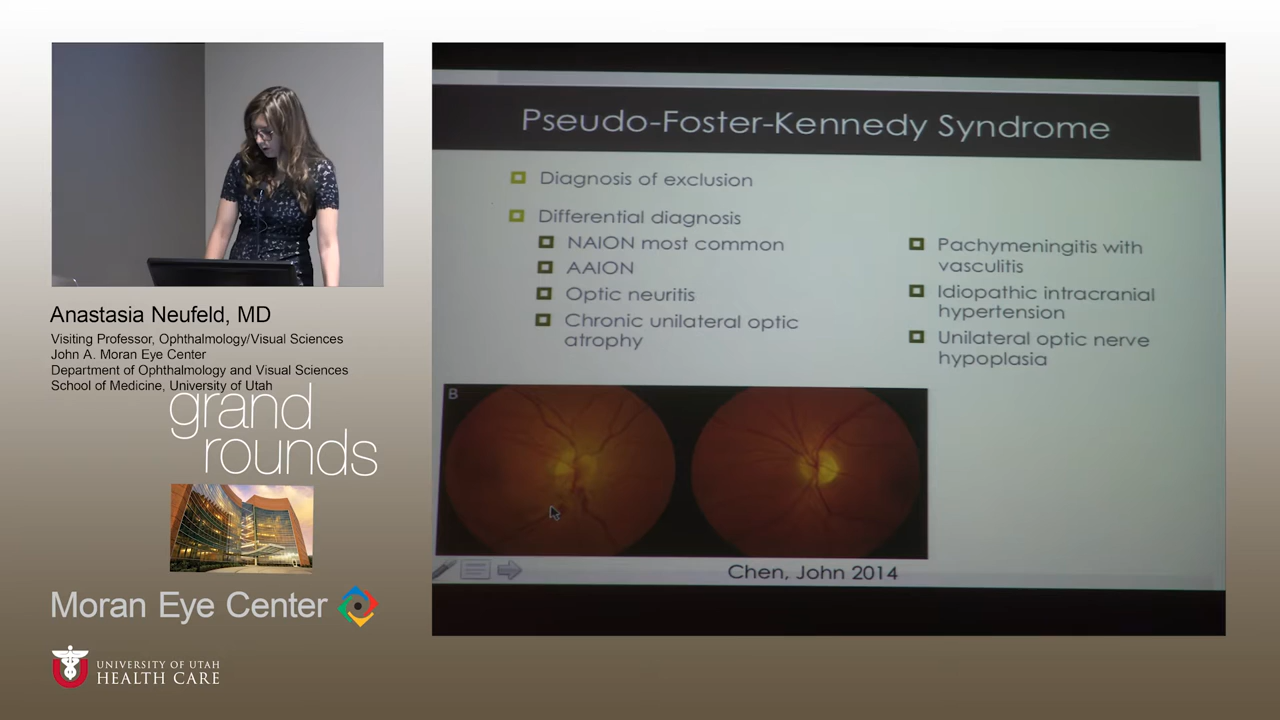 Pseudo-Foster-Kennedy Syndrome
Diagnosis of exclusion
Differential diagnosis
NAION most common
AAION
Optic neuritis
Chronic unilateral optic
atrophy
Pachymeningitis with
vasculitis
Idiopathic intracranial
hypertension
Unilateral optic nerve
hypoplasia
B
Chen, John 2014
Anastasia Neufeld, MD
Visiting Professor, Ophthalmology/Visual Sciences
John A. Moran Eye Center
Department of Ophthalmology and Visual Sciences
School of Medicine, University of Utah
grand
rounds
Moran Eye Center
U
UNIVERSITY OF UTAH
HEALTH CARE